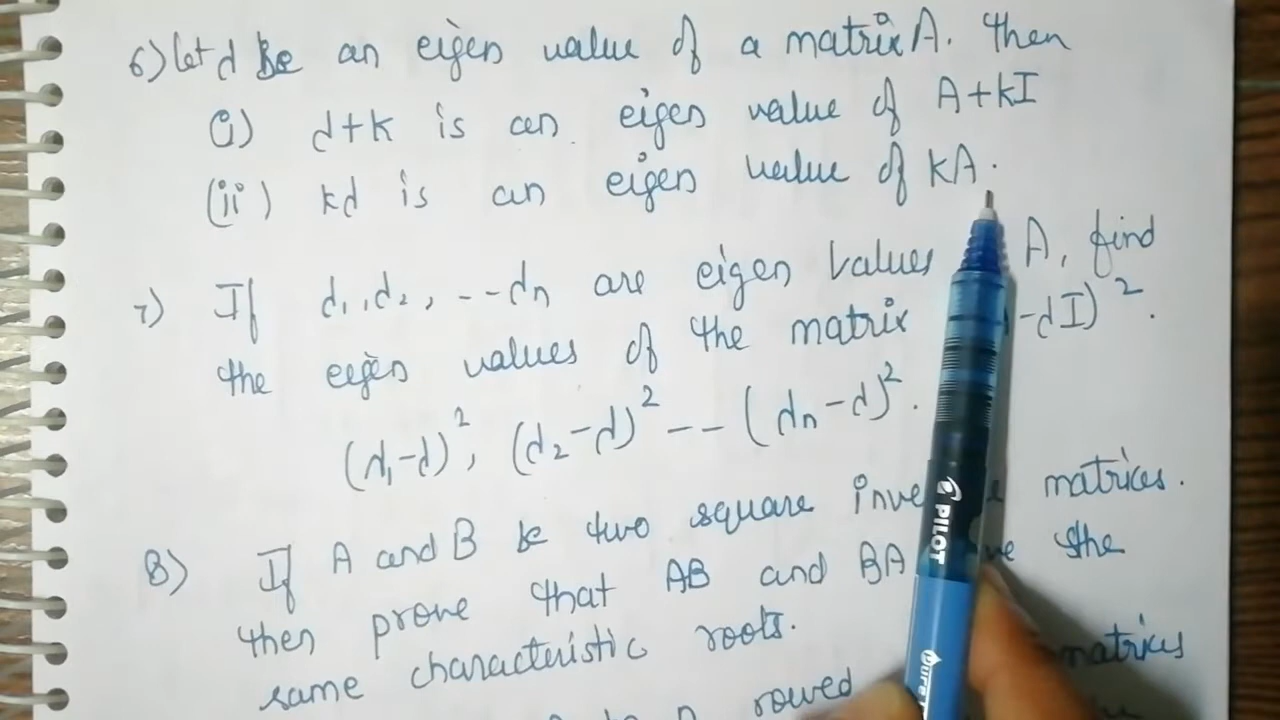 6) let d be an eigen value of a matrix A. then
(i) d+k is an eigen value of A+kI
(ii) kd is an eigen value of kA.
7) If d₁, d₂, ---dn are eigen values A, find
the eigen values of the matrix -dI)².
(d₁-d)², (d₂-d)² -- (dn-d)².
8) If A and B be two square matrices.
then prove that AB and BA the
same characteristic roots.
rowed matrices
PILOT
Pure